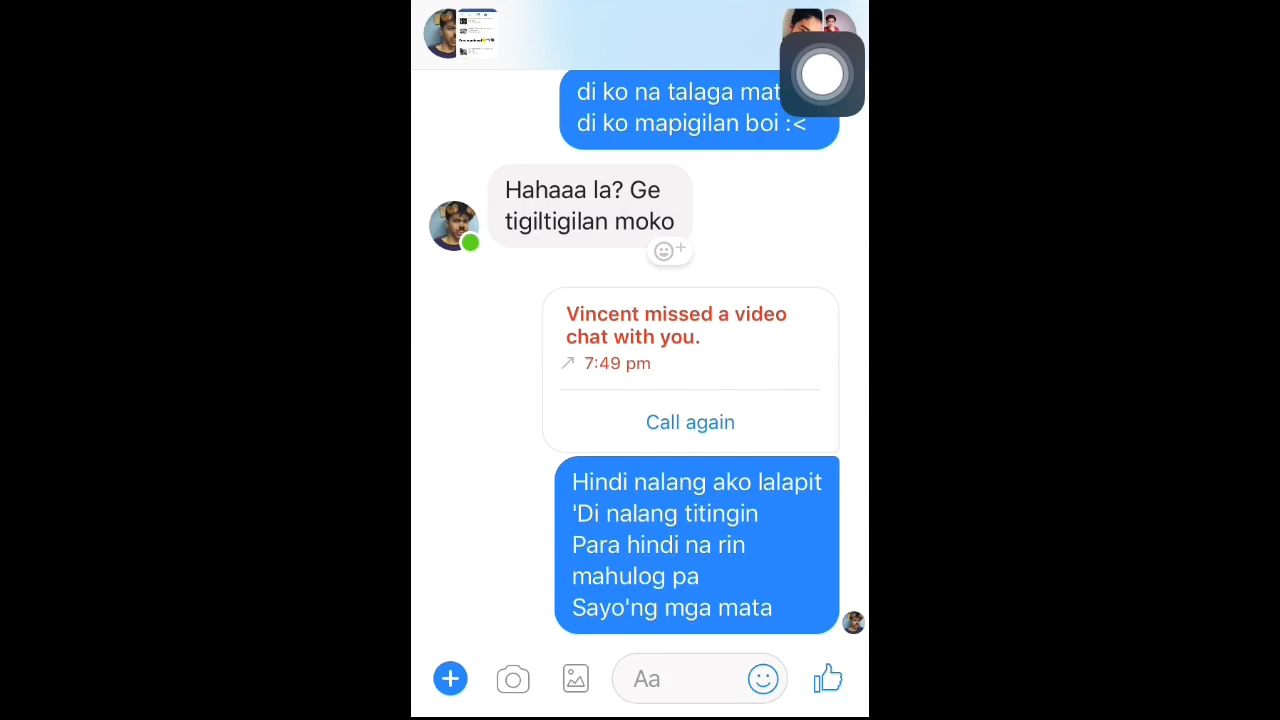 di ko na talaga
di ko mapigilan boi :<
Hahaaa la? Ge
tigiltigilan moko
Vincent missed a video
chat with you.
7:49 pm
Call again
Hindi nalang ako lalapit
'Di nalang titingin
Para hindi na rin
mahulog pa
Sayo'ng mga mata
Aa